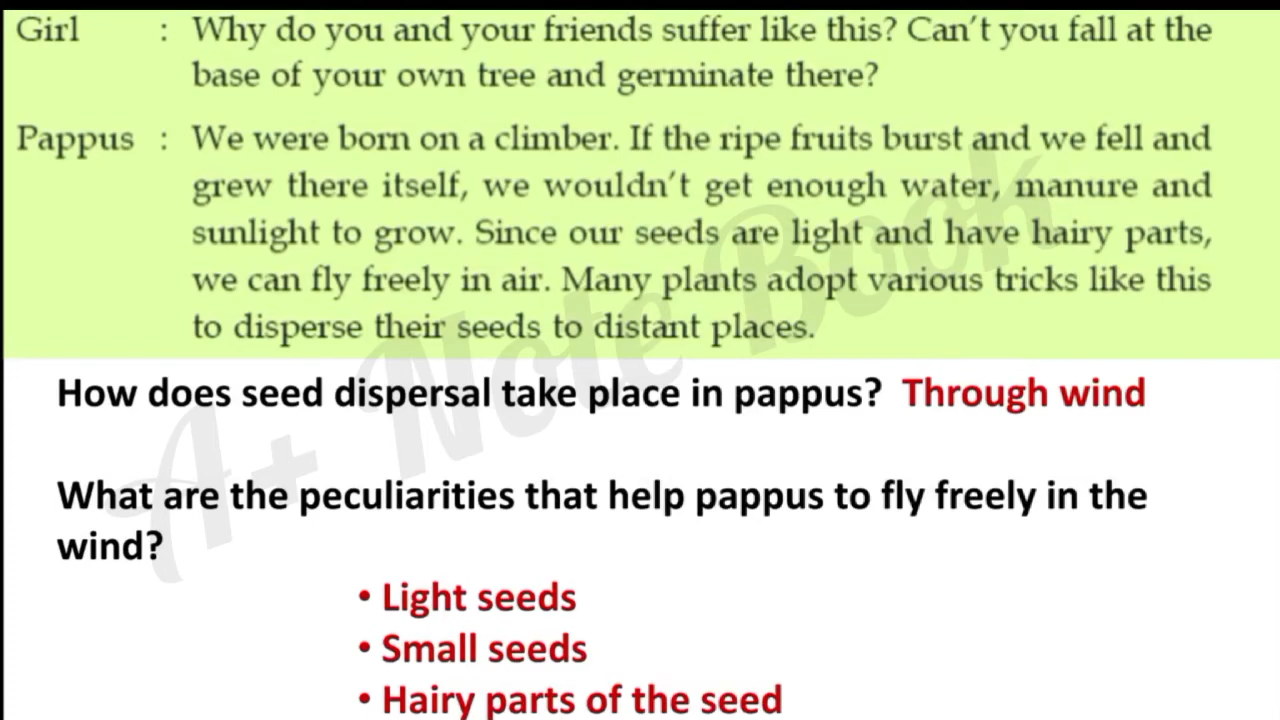 Girl : Why do you and your friends suffer like this? Can't you fall at the
base of your own tree and germinate there?
Pappus : We were born on a climber. If the ripe fruits burst and we fell and
grew there itself, we wouldn't get enough water, manure and
sunlight to grow. Since our seeds are light and have hairy parts,
we can fly freely in air. Many plants adopt various tricks like this
to disperse their seeds to distant places.
A+ Note Book
How does seed dispersal take place in pappus? Through wind
What are the peculiarities that help pappus to fly freely in the
wind?
• Light seeds
• Small seeds
• Hairy parts of the seed